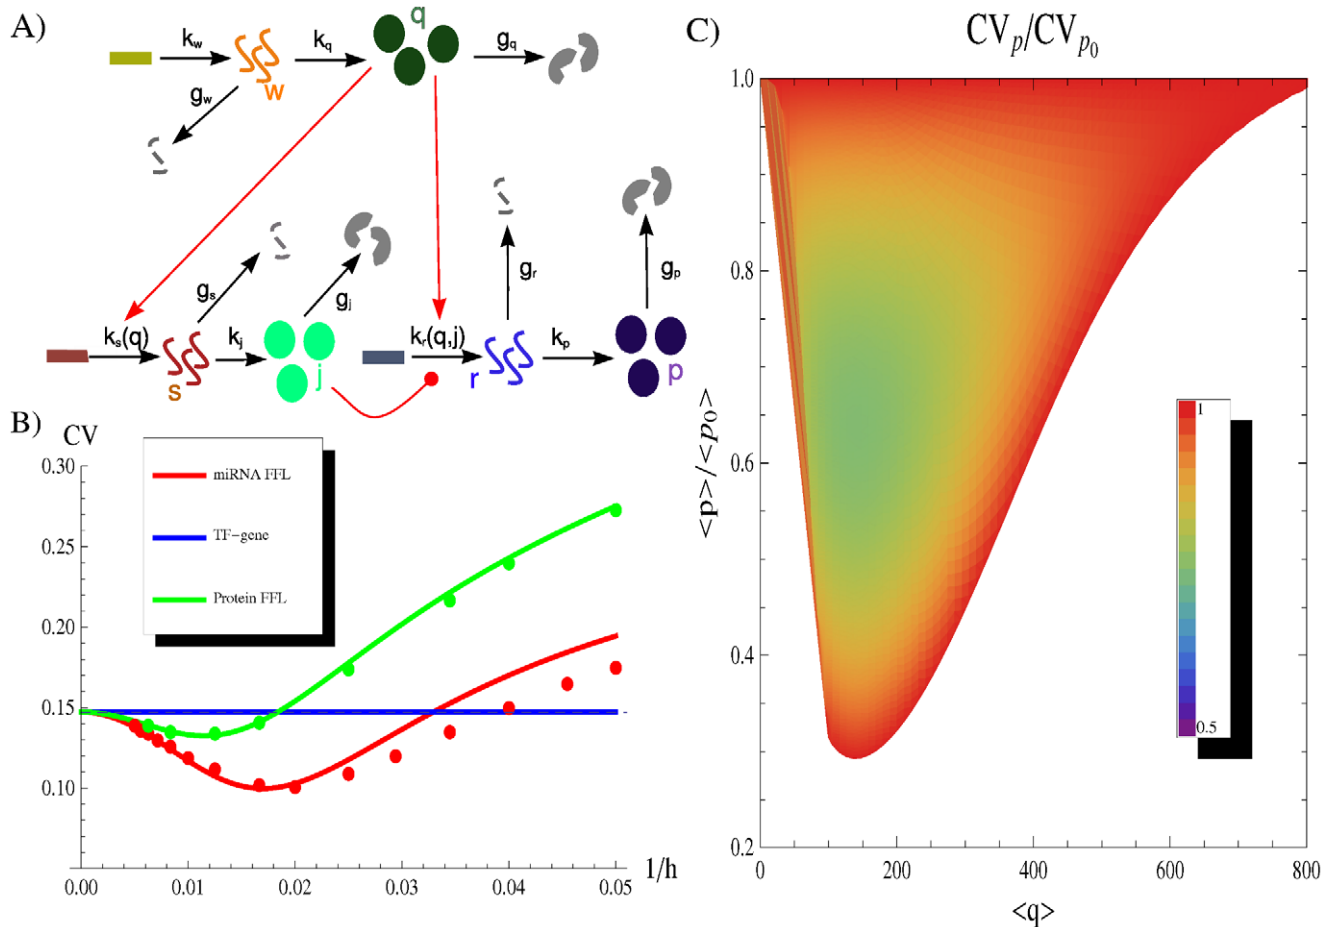 A)
k_w
k_q
q
g_q
g_w
w
g_s
g_j
g_r
g_p
k_s(q)
k_j
k_r(q,j)
k_p
s
j
r
p
B)
CV
miRNA FFL
TF-gene
Protein FFL
0.30
0.25
0.20
0.15
0.10
0.00
0.01
0.02
0.03
0.04
0.05
1/h
C)
CV_p/CV_{p_0}
1.0
0.8
0.6
0.4
0.2
<p>/<p_0>
1
0.5
0
200
400
600
800
<q>